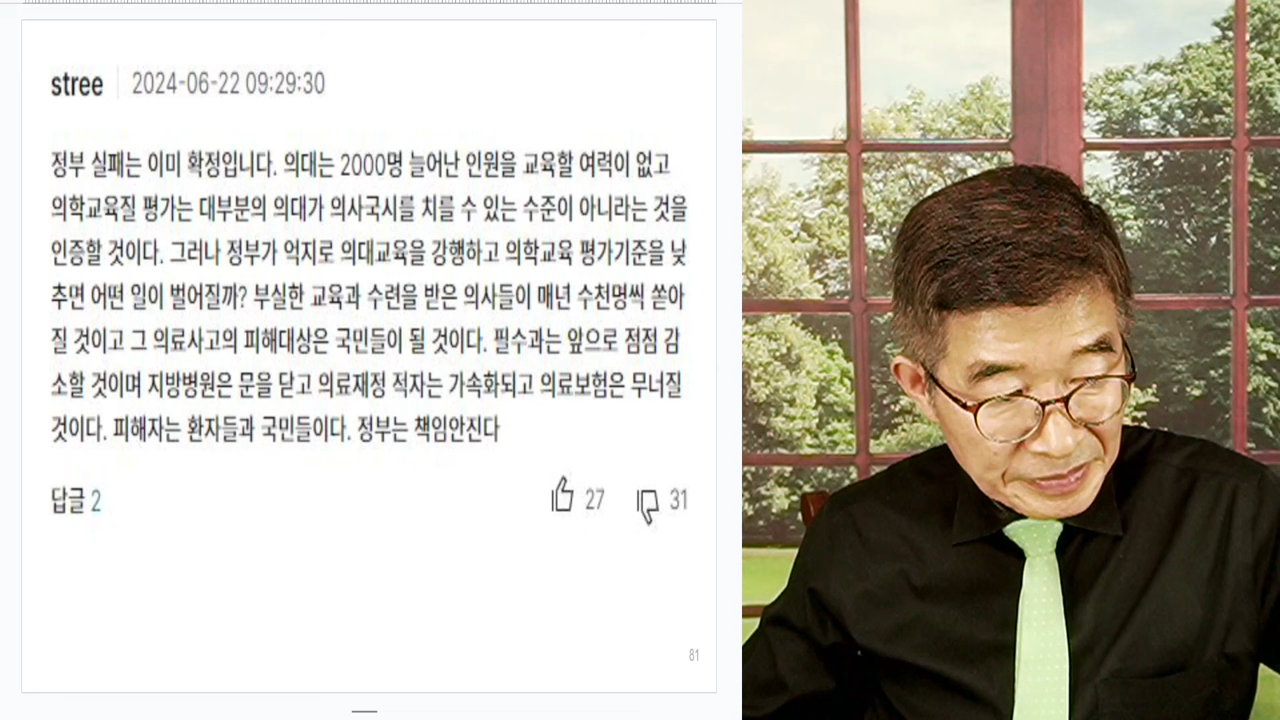 stree 2024-06-22 09:29:30
정부 실패는 이미 확정입니다. 의대는 2000명 늘어난 인원을 교육할 여력이 없고
의학교육질 평가는 대부분의 의대가 의사국시를 치를 수 있는 수준이 아니라는 것을
인증할 것이다. 그러나 정부가 억지로 의대교육을 강행하고 의학교육 평가기준을 낮
추면 어떤 일이 벌어질까? 부실한 교육과 수련을 받은 의사들이 매년 수천명씩 쏟아
질 것이고 그 의료사고의 피해대상은 국민들이 될 것이다. 필수과는 앞으로 점점 감
소할 것이며 지방병원은 문을 닫고 의료재정 적자는 가속화되고 의료보험은 무너질
것이다. 피해자는 환자들과 국민들이다. 정부는 책임안진다
답글 2 27 31
81